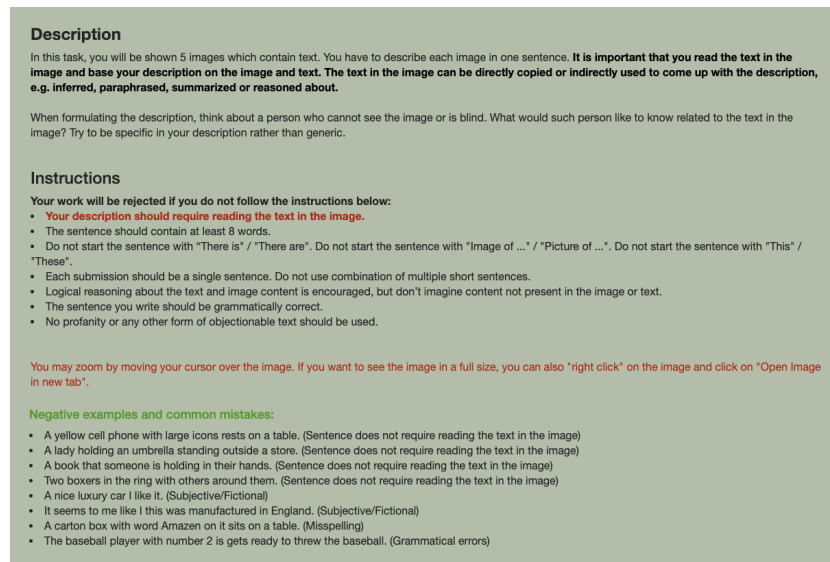 Description
In this task, you will be shown 5 images which contain text. You have to describe each image in one sentence. It is important that you read the text in the
image and base your description on the image and text. The text in the image can be directly copied or indirectly used to come up with the description,
e.g. inferred, paraphrased, summarized or reasoned about.
When formulating the description, think about a person who cannot see the image or is blind. What would such person like to know related to the text in the
image? Try to be specific in your description rather than generic.
Instructions
Your work will be rejected if you do not follow the instructions below:
• Your description should require reading the text in the image.
• The sentence should contain at least 8 words.
• Do not start the sentence with “There is" / "There are". Do not start the sentence with "Image of ..." / "Picture of ...". Do not start the sentence with "This" /
"These".
• Each submission should be a single sentence. Do not use combination of multiple short sentences.
• Logical reasoning about the text and image content is encouraged, but don’t imagine content not present in the image or text.
• The sentence you write should be grammatically correct.
• No profanity or any other form of objectionable text should be used.
You may zoom by moving your cursor over the image. If you want to see the image in a full size, you can also "right click" on the image and click on "Open Image
in new tab".
Negative examples and common mistakes:
• A yellow cell phone with large icons rests on a table. (Sentence does not require reading the text in the image)
• A lady holding an umbrella standing outside a store. (Sentence does not require reading the text in the image)
• A book that someone is holding in their hands. (Sentence does not require reading the text in the image)
• Two boxers in the ring with others around them. (Sentence does not require reading the text in the image)
• A nice luxury car I like it. (Subjective/Fictional)
• It seems to me like I this was manufactured in England. (Subjective/Fictional)
• A carton box with word Amazen on it sits on a table. (Misspelling)
• The baseball player with number 2 is gets ready to threw the baseball. (Grammatical errors)